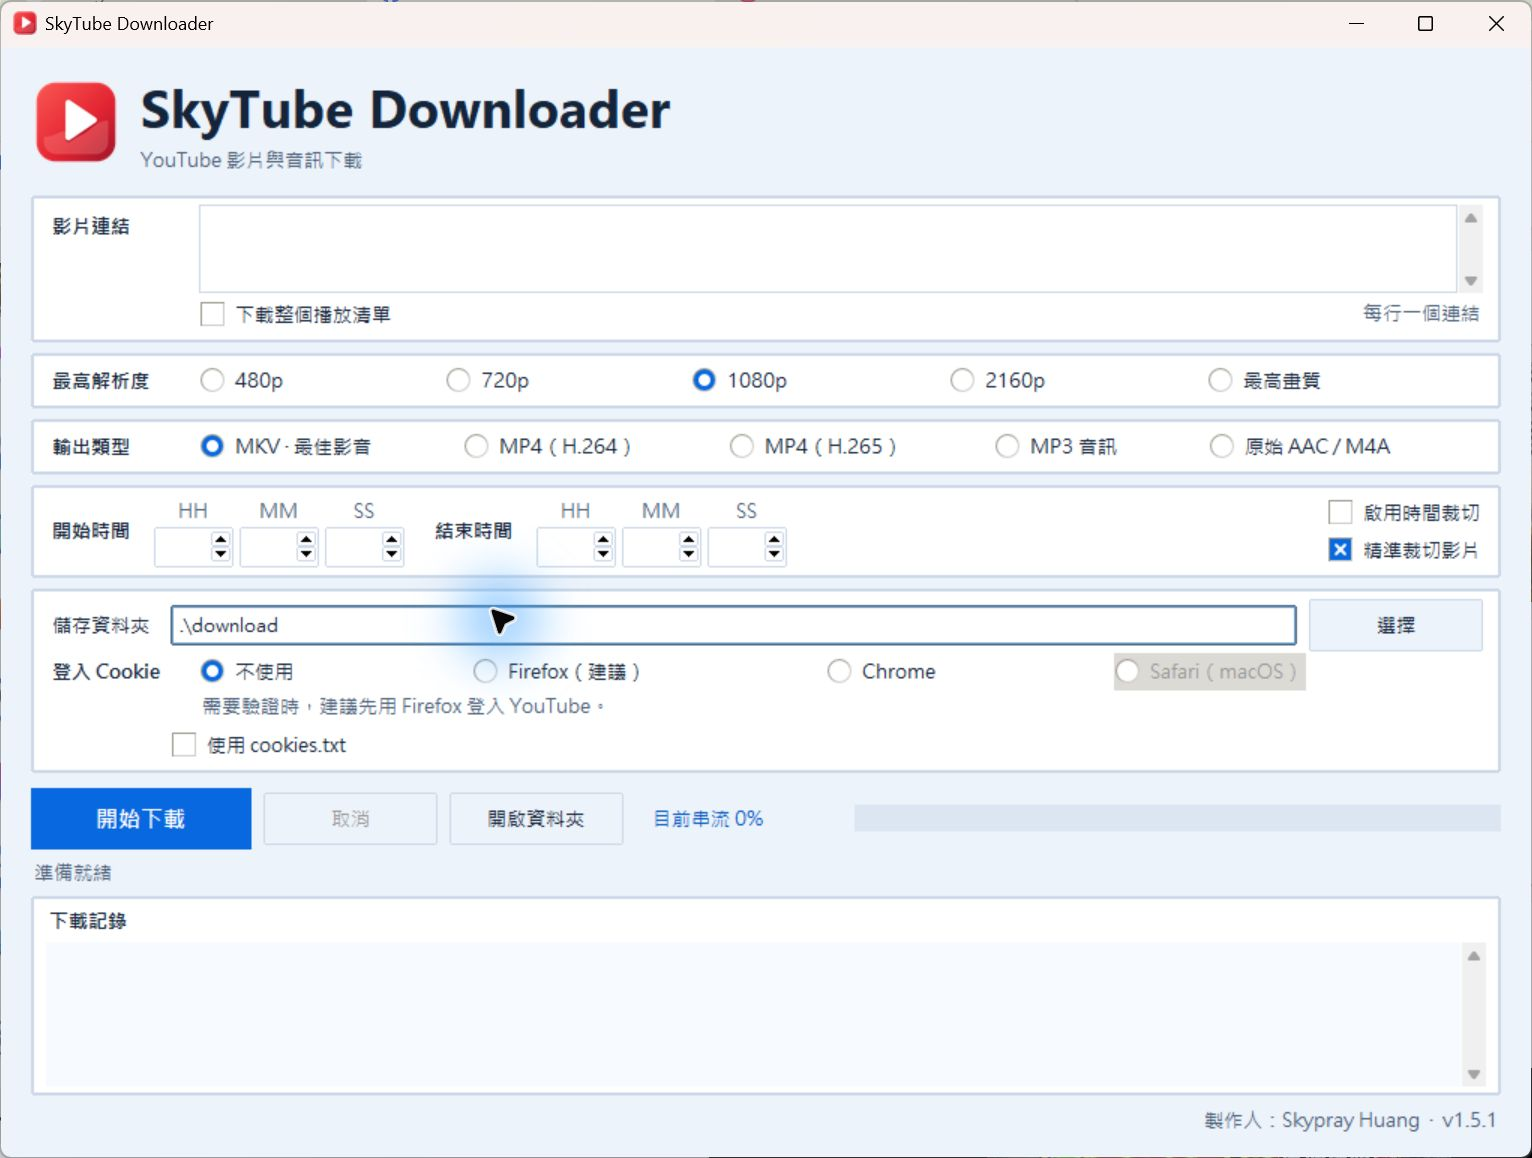 SkyTube Downloader
SkyTube Downloader
YouTube 影片與音訊下載
影片連結
下載整個播放清單
每行一個連結
最高解析度 480p 720p 1080p 2160p 最高畫質
輸出類型 MKV · 最佳影音 MP4（H.264） MP4（H.265） MP3 音訊 原始 AAC / M4A
HH MM SS HH MM SS
開始時間 結束時間
啟用時間裁切
精準裁切影片
儲存資料夾 .\download 選擇
登入 Cookie 不使用 Firefox（建議） Chrome Safari（macOS）
需要驗證時，建議先用 Firefox 登入 YouTube。
使用 cookies.txt
開始下載 取消 開啟資料夾 目前串流 0%
準備就緒
下載記錄
製作人：Skypray Huang · v1.5.1